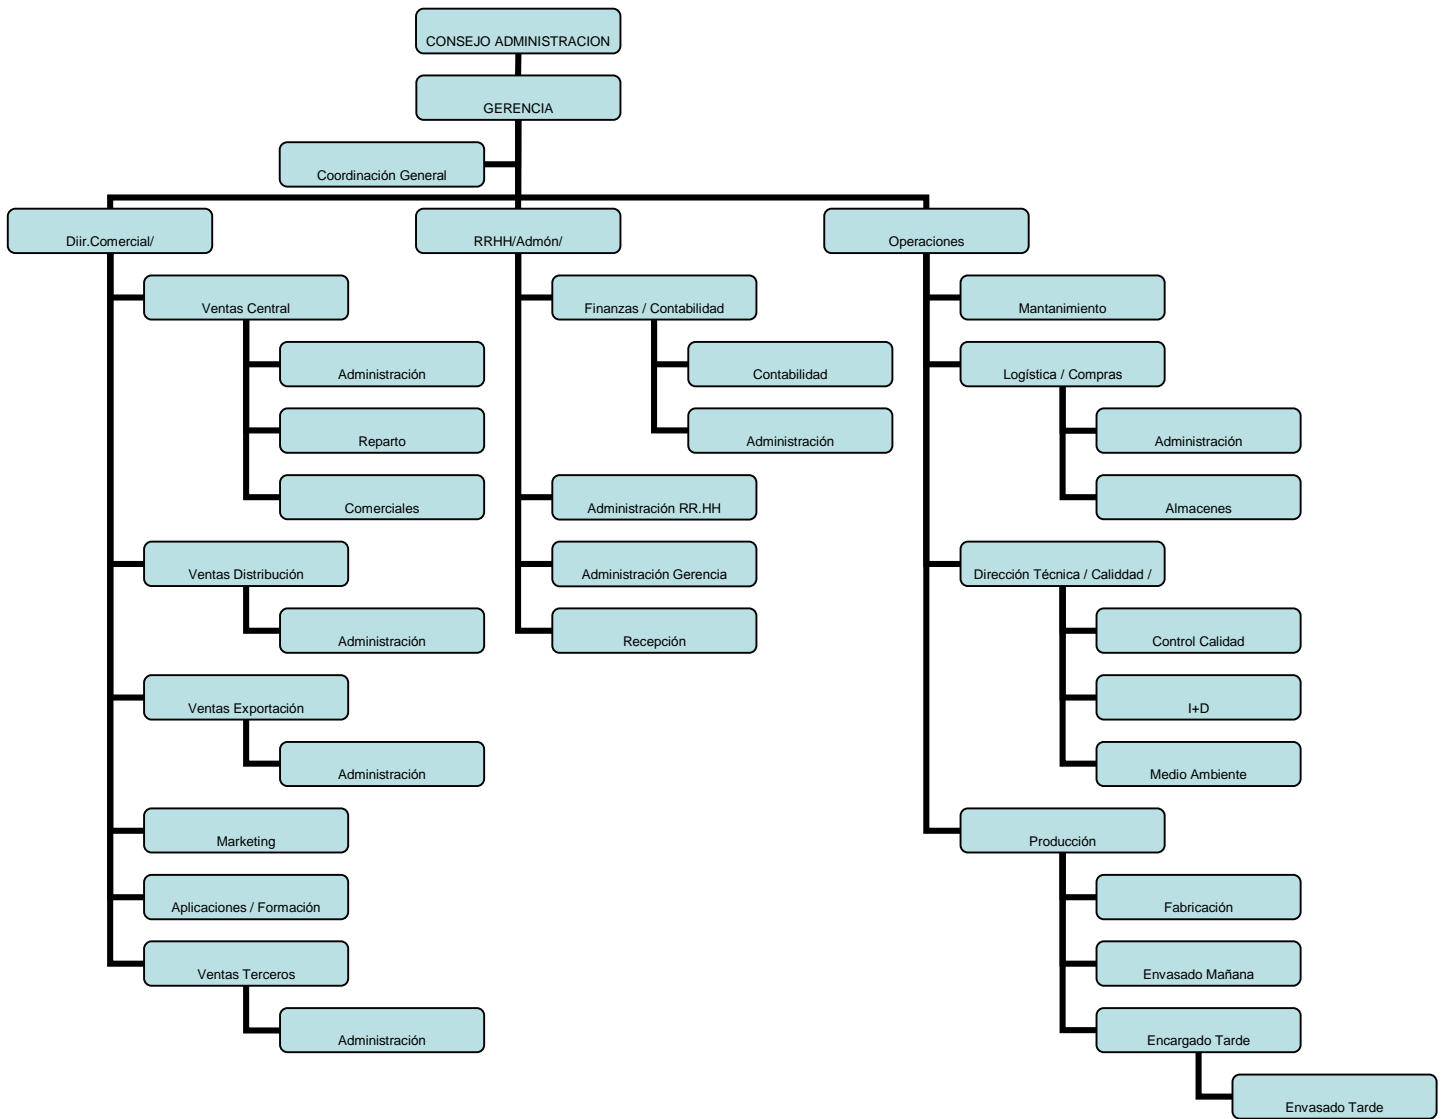 CONSEJO ADMINISTRACION
GERENCIA
Coordinación General
Diir.Comercial/
RRHH/Admón/
Operaciones
Ventas Central
Administración
Reparto
Comerciales
Ventas Distribución
Administración
Ventas Exportación
Administración
Marketing
Aplicaciones / Formación
Ventas Terceros
Administración
Finanzas / Contabilidad
Contabilidad
Administración
Administración RR.HH
Administración Gerencia
Recepción
Mantanimiento
Logística / Compras
Administración
Almacenes
Dirección Técnica / Caliddad /
Control Calidad
I+D
Medio Ambiente
Producción
Fabricación
Envasado Mañana
Encargado Tarde
Envasado Tarde